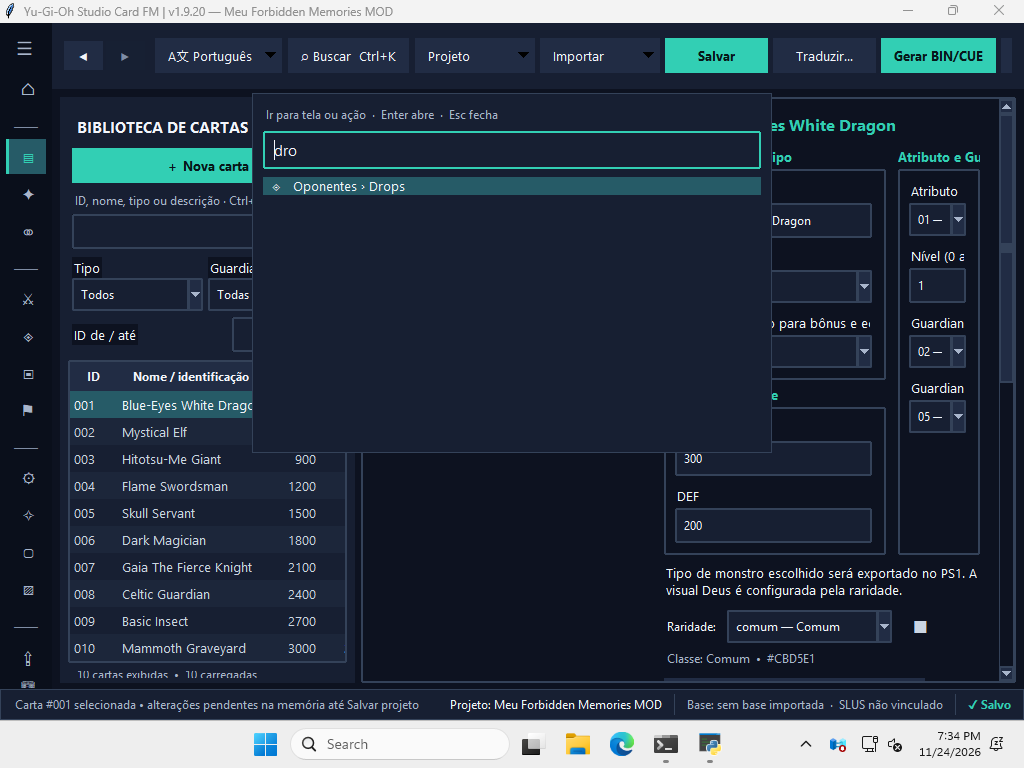 Yu-Gi-Oh Studio Card FM | v1.9.20 — Meu Forbidden Memories MOD
A文 Português
Buscar Ctrl+K
Projeto
Importar
Salvar
Traduzir...
Gerar BIN/CUE
BIBLIOTECA DE CARTAS
+ Nova carta
ID, nome, tipo ou descrição · Ctrl+
Tipo
Guardia
Todos
Todas
ID de / até
ID
Nome / identificação
001 Blue-Eyes White Drago
002 Mystical Elf
003 Hitotsu-Me Giant 900
004 Flame Swordsman 1200
005 Skull Servant 1500
006 Dark Magician 1800
007 Gaia The Fierce Knight 2100
008 Celtic Guardian 2400
009 Basic Insect 2700
010 Mammoth Graveyard 3000
10 cartas exibidas • 10 carregadas
Ir para tela ou ação · Enter abre · Esc fecha
dro
Oponentes › Drops
es White Dragon
ipo
Atributo e Gu
Dragon
Atributo
01 —
Nível (0 a
1
o para bônus e e
Guardian
02 —
Guardian
05 —
e
300
DEF
200
Tipo de monstro escolhido será exportado no PS1. A
visual Deus é configurada pela raridade.
Raridade:
comum — Comum
Classe: Comum • #CBD5E1
Carta #001 selecionada • alterações pendentes na memória até Salvar projeto
Projeto: Meu Forbidden Memories MOD
Base: sem base importada · SLUS não vinculado
✓ Salvo
Search
7:34 PM
11/24/2026